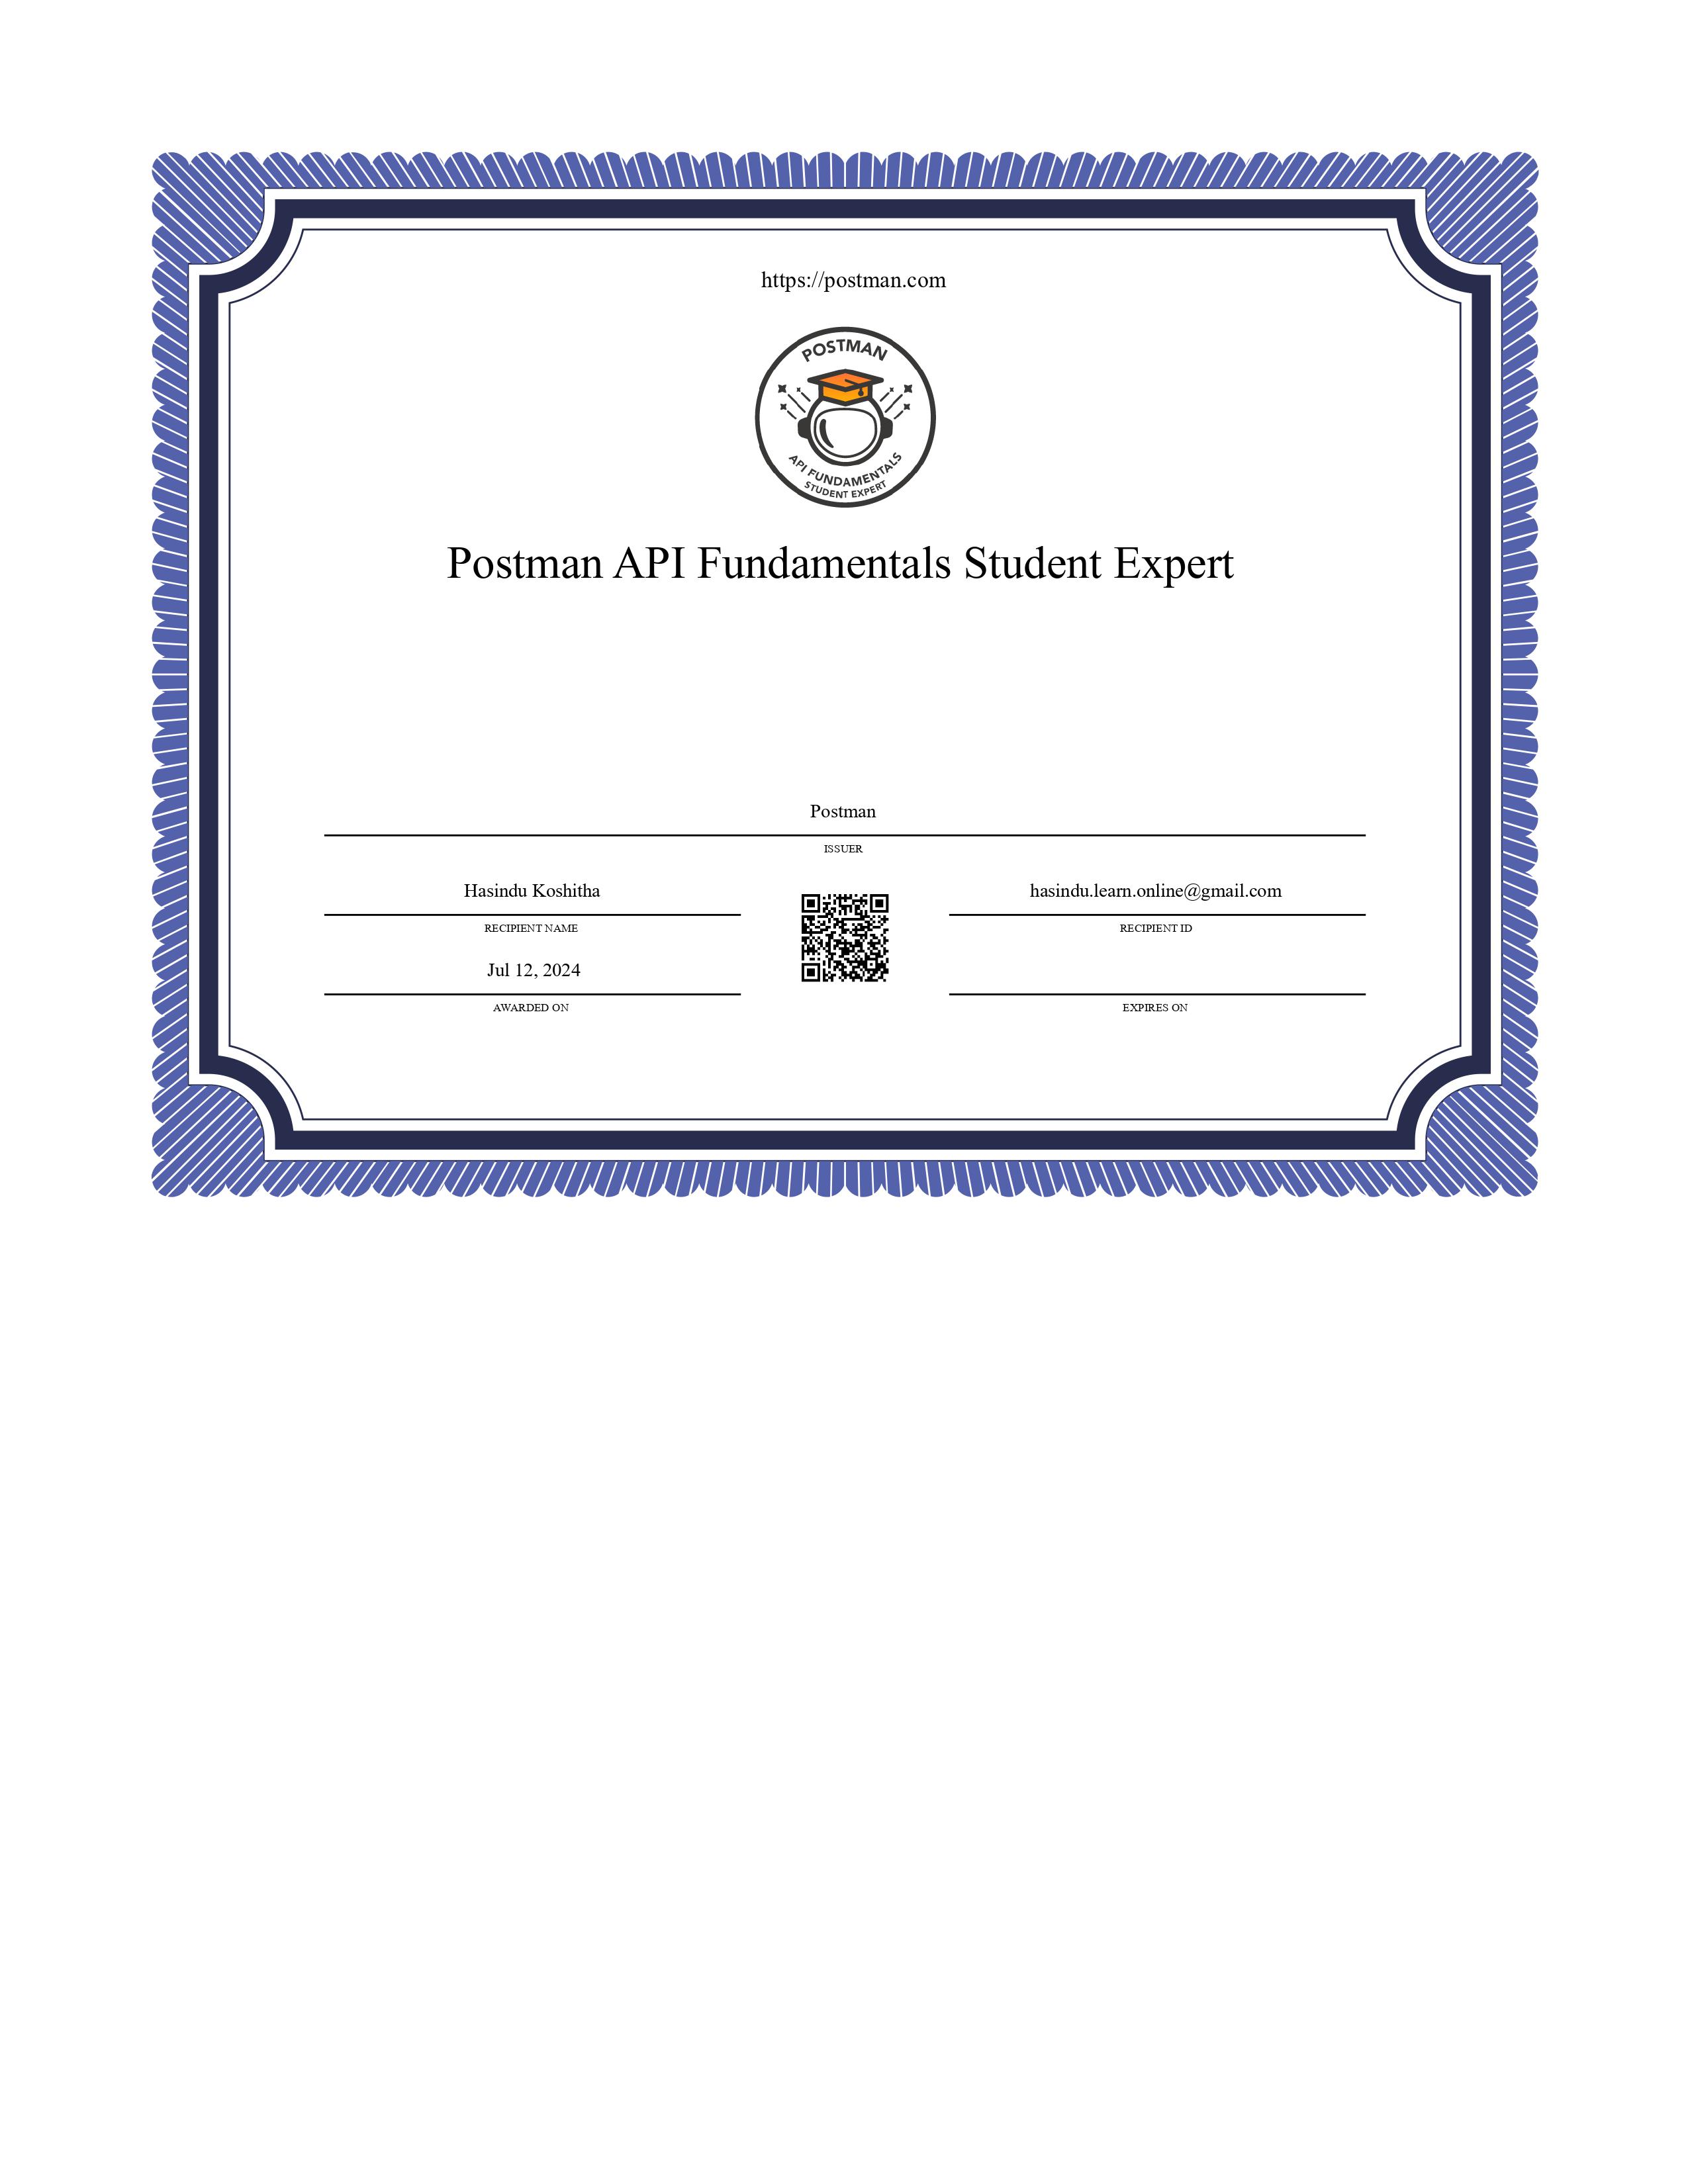 https://postman.com
POSTMAN
API FUNDAMENTALS
STUDENT EXPERT
Postman API Fundamentals Student Expert
Postman
ISSUER
Hasindu Koshitha
RECIPIENT NAME
hasindu.learn.online@gmail.com
RECIPIENT ID
Jul 12, 2024
AWARDED ON
EXPIRES ON